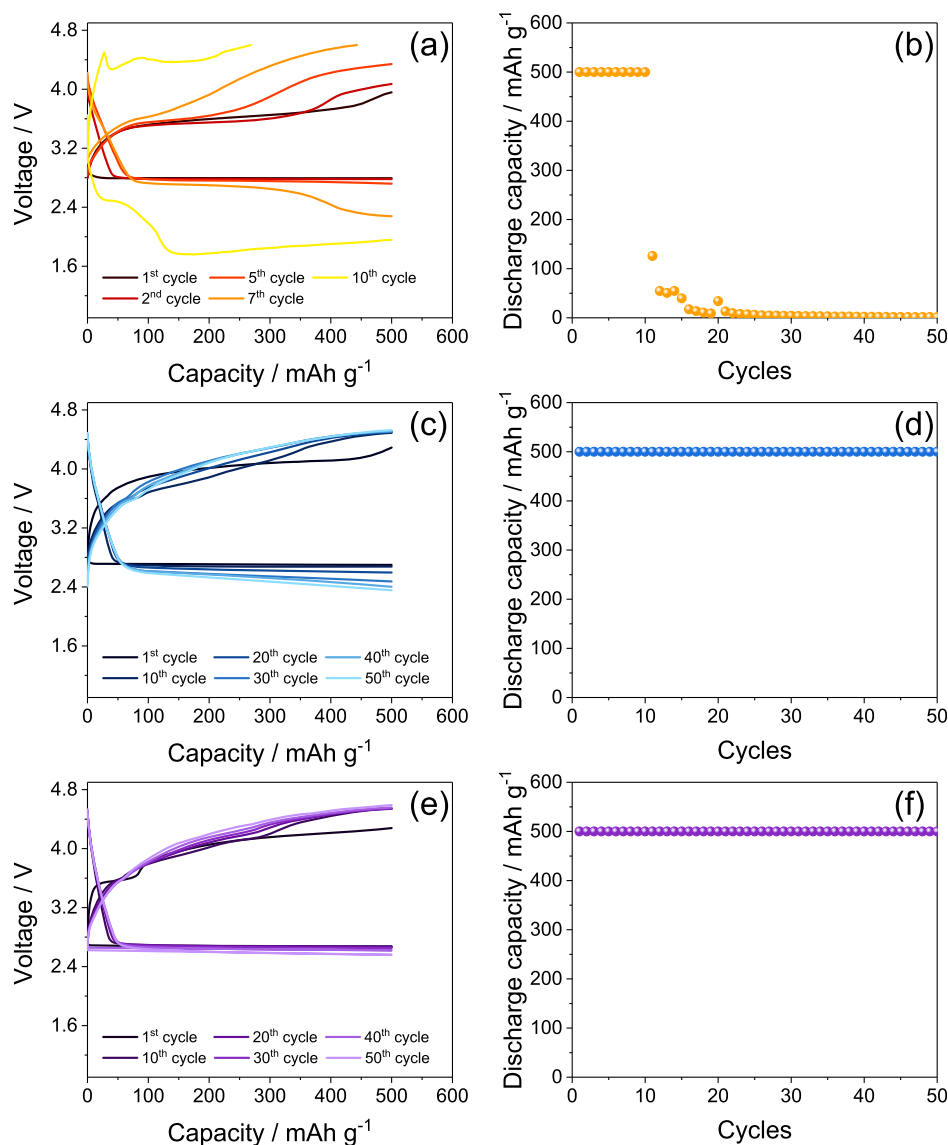 (a)
Voltage / V
4.8
4.0
3.2
2.4
1.6
1st cycle 5th cycle 10th cycle
2nd cycle 7th cycle
0 100 200 300 400 500 600
Capacity / mAh g-1
(b)
Discharge capacity / mAh g-1
600
500
400
300
200
100
0
0 10 20 30 40 50
Cycles
(c)
Voltage / V
4.8
4.0
3.2
2.4
1.6
1st cycle 20th cycle 40th cycle
10th cycle 30th cycle 50th cycle
0 100 200 300 400 500 600
Capacity / mAh g-1
(d)
Discharge capacity / mAh g-1
600
500
400
300
200
100
0
0 10 20 30 40 50
Cycles
(e)
Voltage / V
4.8
4.0
3.2
2.4
1.6
1st cycle 20th cycle 40th cycle
10th cycle 30th cycle 50th cycle
0 100 200 300 400 500 600
Capacity / mAh g-1
(f)
Discharge capacity / mAh g-1
600
500
400
300
200
100
0
0 10 20 30 40 50
Cycles